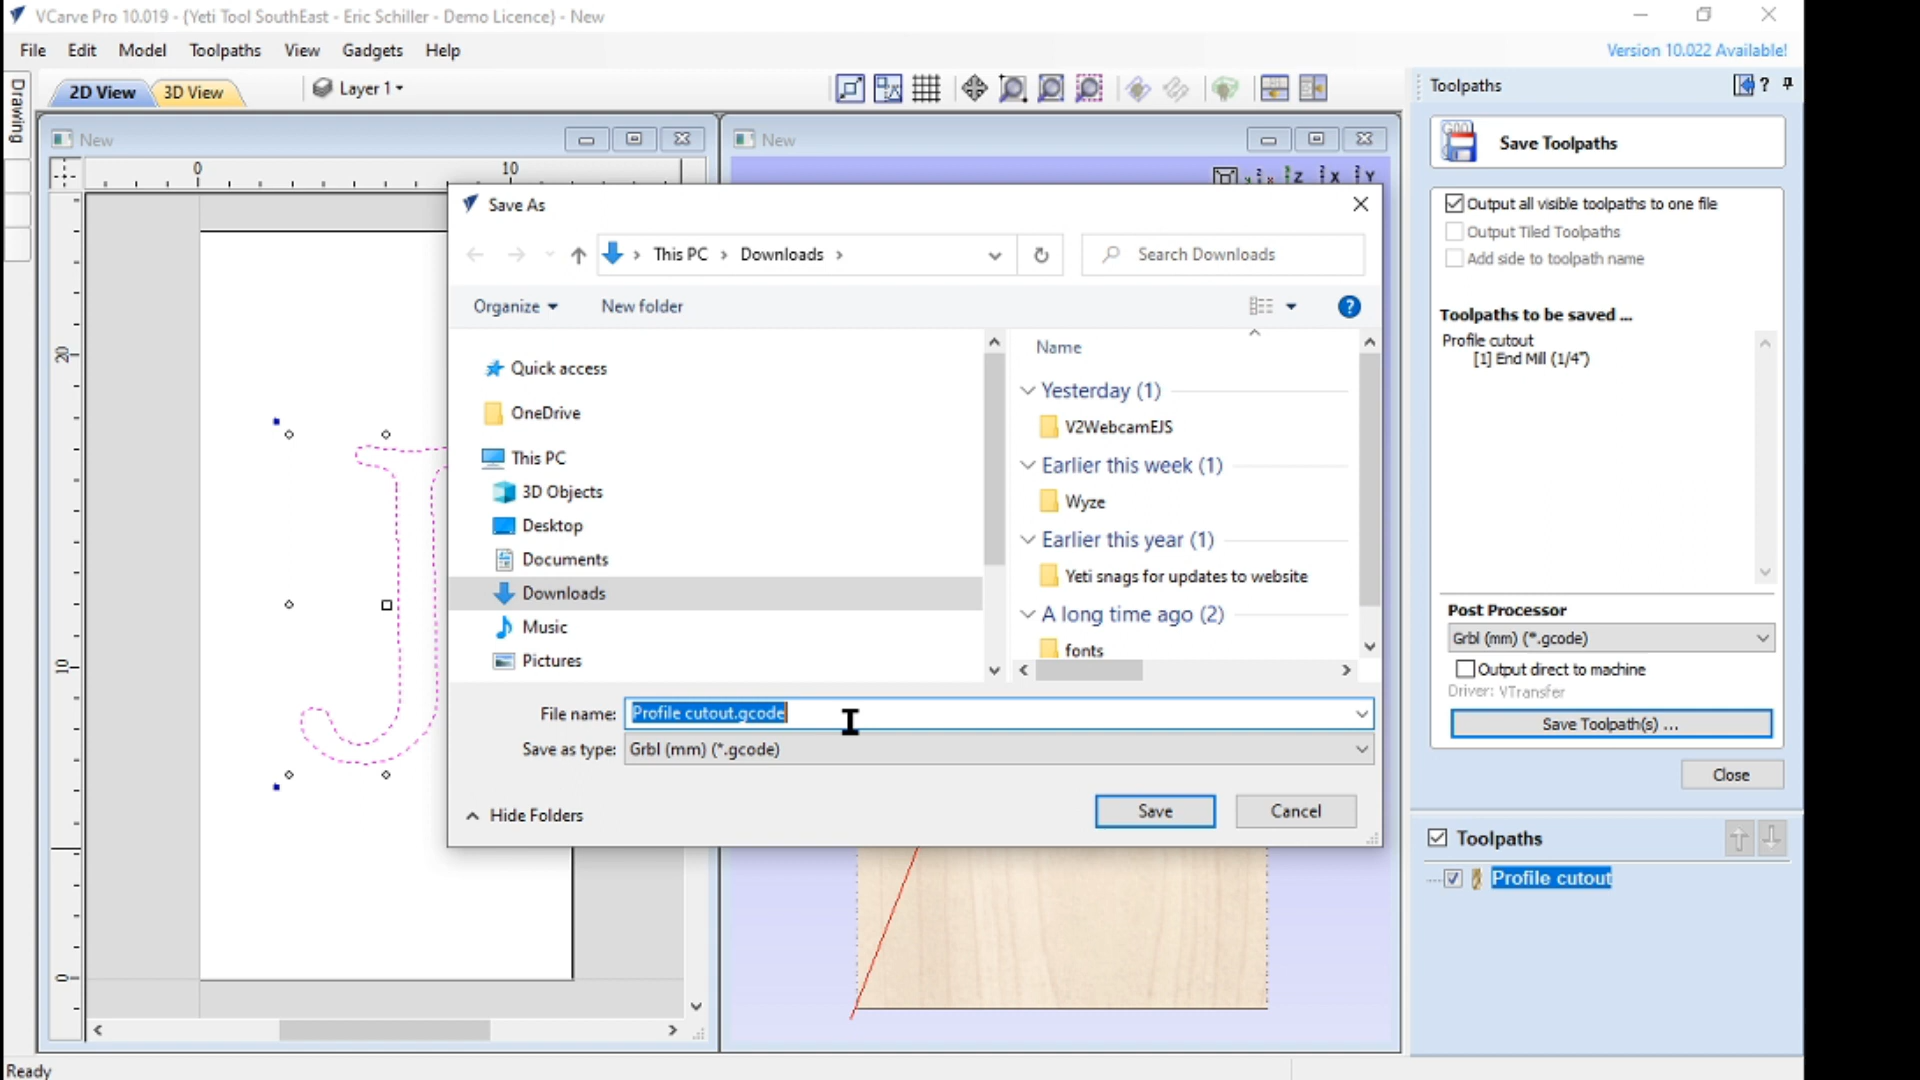 VCarve Pro 10.019 - {Yeti Tool SouthEast - Eric Schiller - Demo Licence} - New
File Edit Model Toolpaths View Gadgets Help
Version 10.022 Available!
Drawing
2D View
3D View
Layer 1
Toolpaths
?
New
New
0
10
20
10
0
Z
X
Y
Save As
This PC
Downloads
Search Downloads
Organize
New folder
?
Quick access
OneDrive
This PC
3D Objects
Desktop
Documents
Downloads
Music
Pictures
Name
Yesterday (1)
V2WebcamEJS
Earlier this week (1)
Wyze
Earlier this year (1)
Yeti snags for updates to website
A long time ago (2)
fonts
File name: Profile cutout.gcode
Save as type: Grbl (mm) (*.gcode)
Hide Folders
Save
Cancel
Save Toolpaths
Output all visible toolpaths to one file
Output Tiled Toolpaths
Add side to toolpath name
Toolpaths to be saved ...
Profile cutout
[1] End Mill (1/4")
Post Processor
Grbl (mm) (*.gcode)
Output direct to machine
Driver: VTransfer
Save Toolpath(s) ...
Close
Toolpaths
Profile cutout
Ready